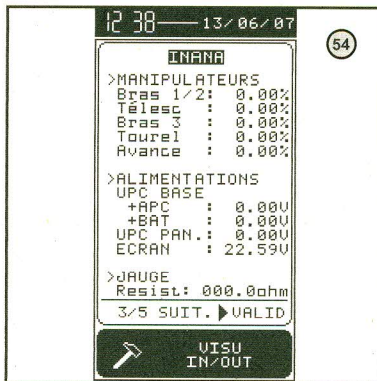 12 38 13/06/07
54
INANA
>MANIPULATEURS
Bras 1/2: 0.00%
Télesc : 0.00%
Bras 3 : 0.00%
Tourel : 0.00%
Avance : 0.00%
>ALIMENTATIONS
UPC BASE
+APC : 0.00V
+BAT : 0.00V
UPC PAN.: 0.00V
ECRAN : 22.59V
>JAUGE
Resist: 000.0ohm
3/5 SUIT.▶VALID
VISU
IN/OUT